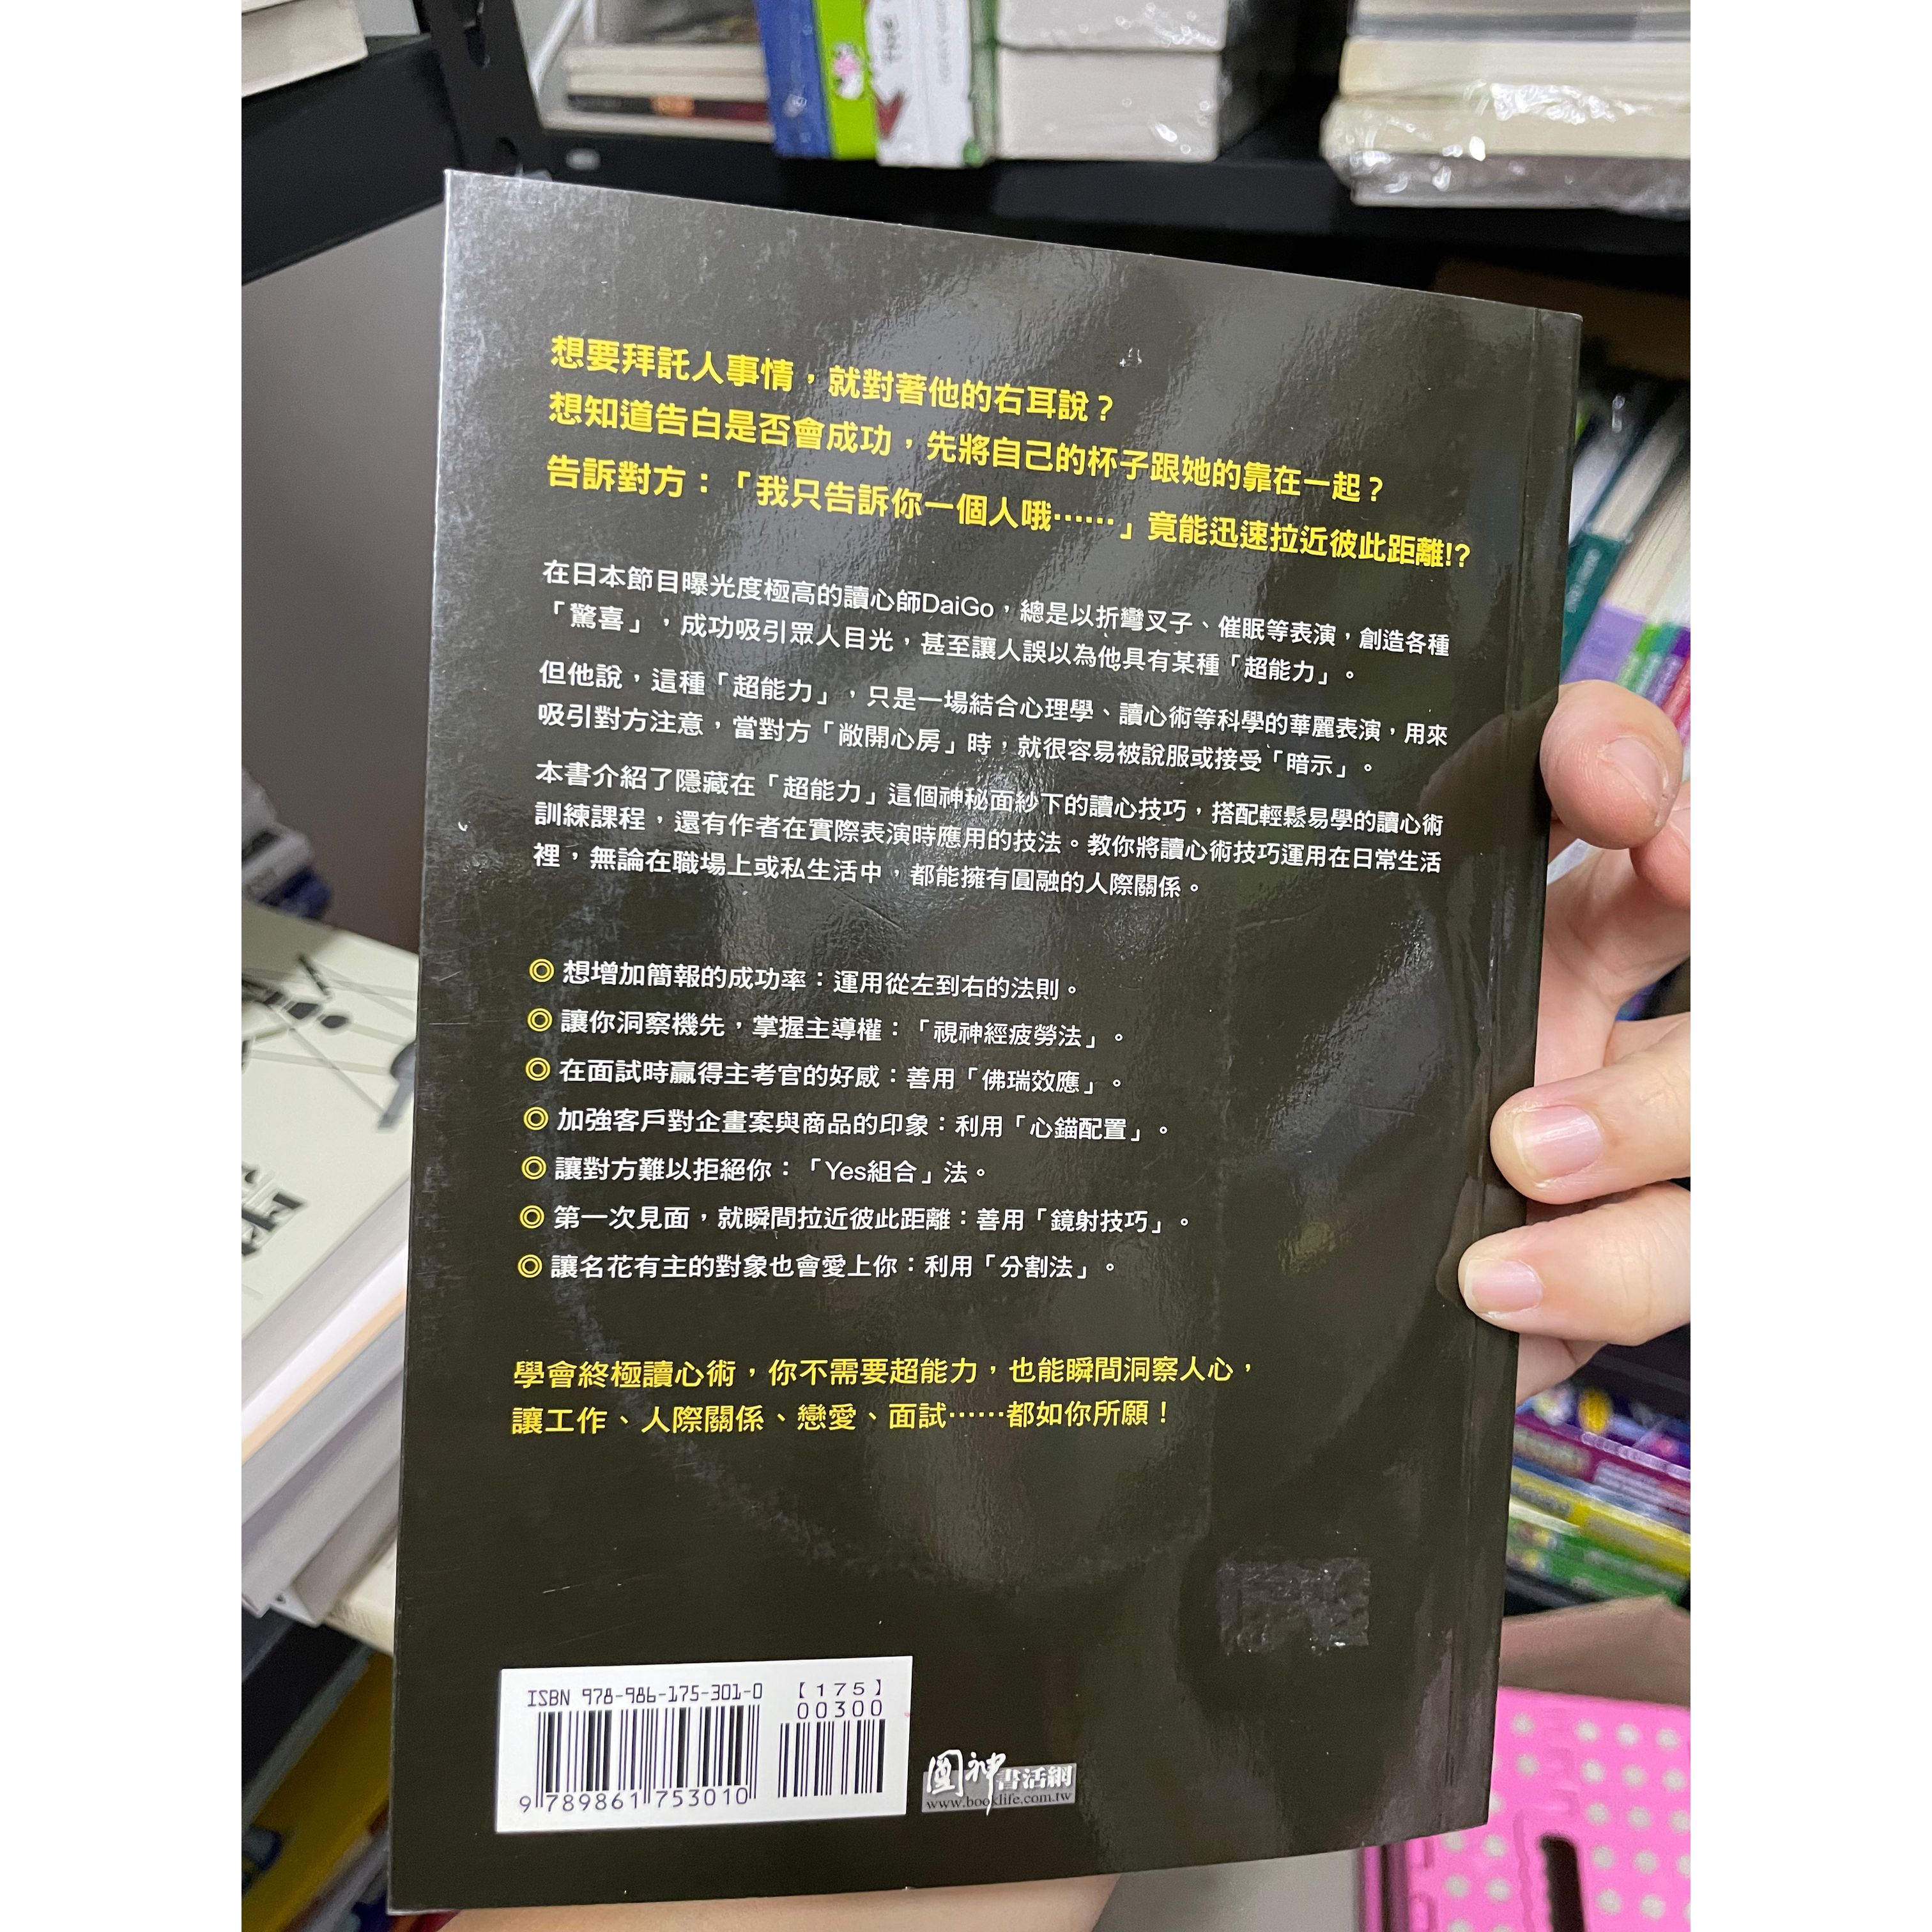 想要拜託人事情，就對著他的右耳說？
想知道告白是否會成功，先將自己的杯子跟她的靠在一起？
告訴對方：「我只告訴你一個人哦……」竟能迅速拉近彼此距離!?
在日本節目曝光度極高的讀心師DaiGo，總是以折彎叉子、催眠等表演，創造各種
「驚喜」，成功吸引眾人目光，甚至讓人誤以為他具有某種「超能力」。
但他說，這種「超能力」，只是一場結合心理學、讀心術等科學的華麗表演，用來
吸引對方注意，當對方「敞開心房」時，就很容易被說服或接受「暗示」。
本書介紹了隱藏在「超能力」這個神秘面紗下的讀心技巧，搭配輕鬆易學的讀心術
訓練課程，還有作者在實際表演時應用的技法。教你將讀心術技巧運用在日常生活
裡，無論在職場上或私生活中，都能擁有圓融的人際關係。
◎ 想增加簡報的成功率：運用從左到右的法則。
◎ 讓你洞察機先，掌握主導權：「視神經疲勞法」。
◎ 在面試時贏得主考官的好感：善用「佛瑞效應」。
◎ 加強客戶對企畫案與商品的印象：利用「心錨配置」。
◎ 讓對方難以拒絕你：「Yes組合」法。
◎ 第一次見面，就瞬間拉近彼此距離：善用「鏡射技巧」。
◎ 讓名花有主的對象也會愛上你：利用「分割法」。
學會終極讀心術，你不需要超能力，也能瞬間洞察人心，
讓工作、人際關係、戀愛、面試……都如你所願！
ISBN 978-986-175-301-0
【175】
00300
9 789861 753010
圓神書活網
www.booklife.com.tw
THE